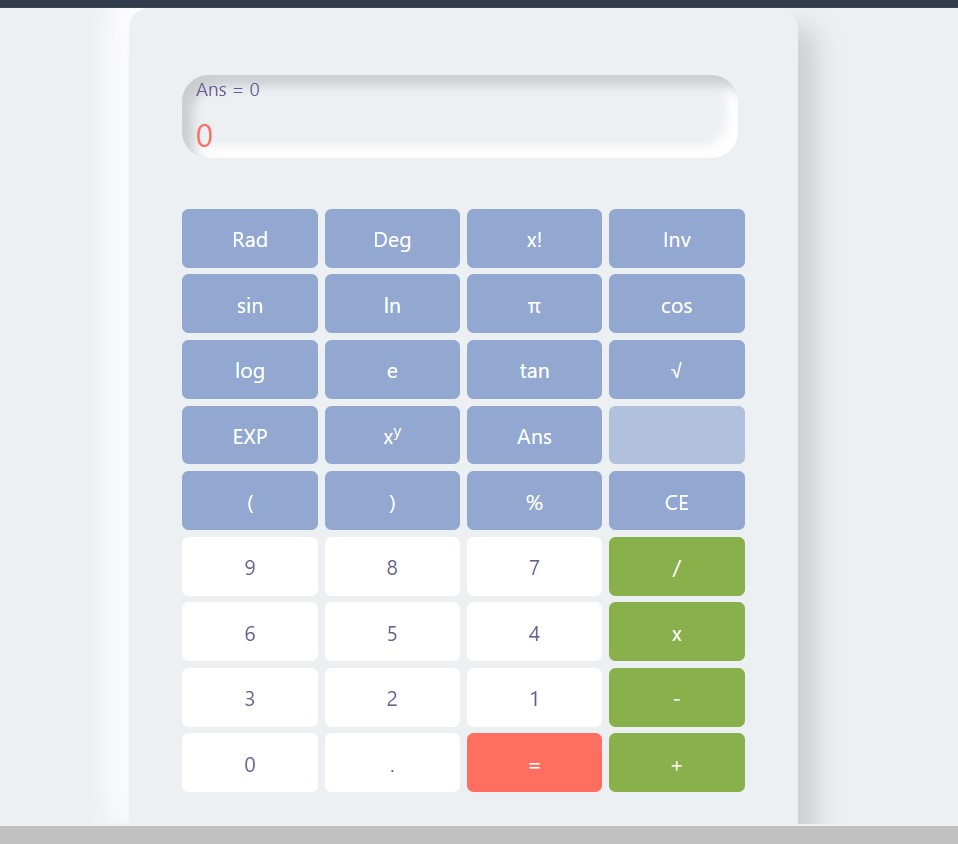 Ans = 0
0
Rad Deg x! Inv
sin ln π cos
log e tan √
EXP xʸ Ans
( ) % CE
9 8 7 /
6 5 4 x
3 2 1 -
0 . = +